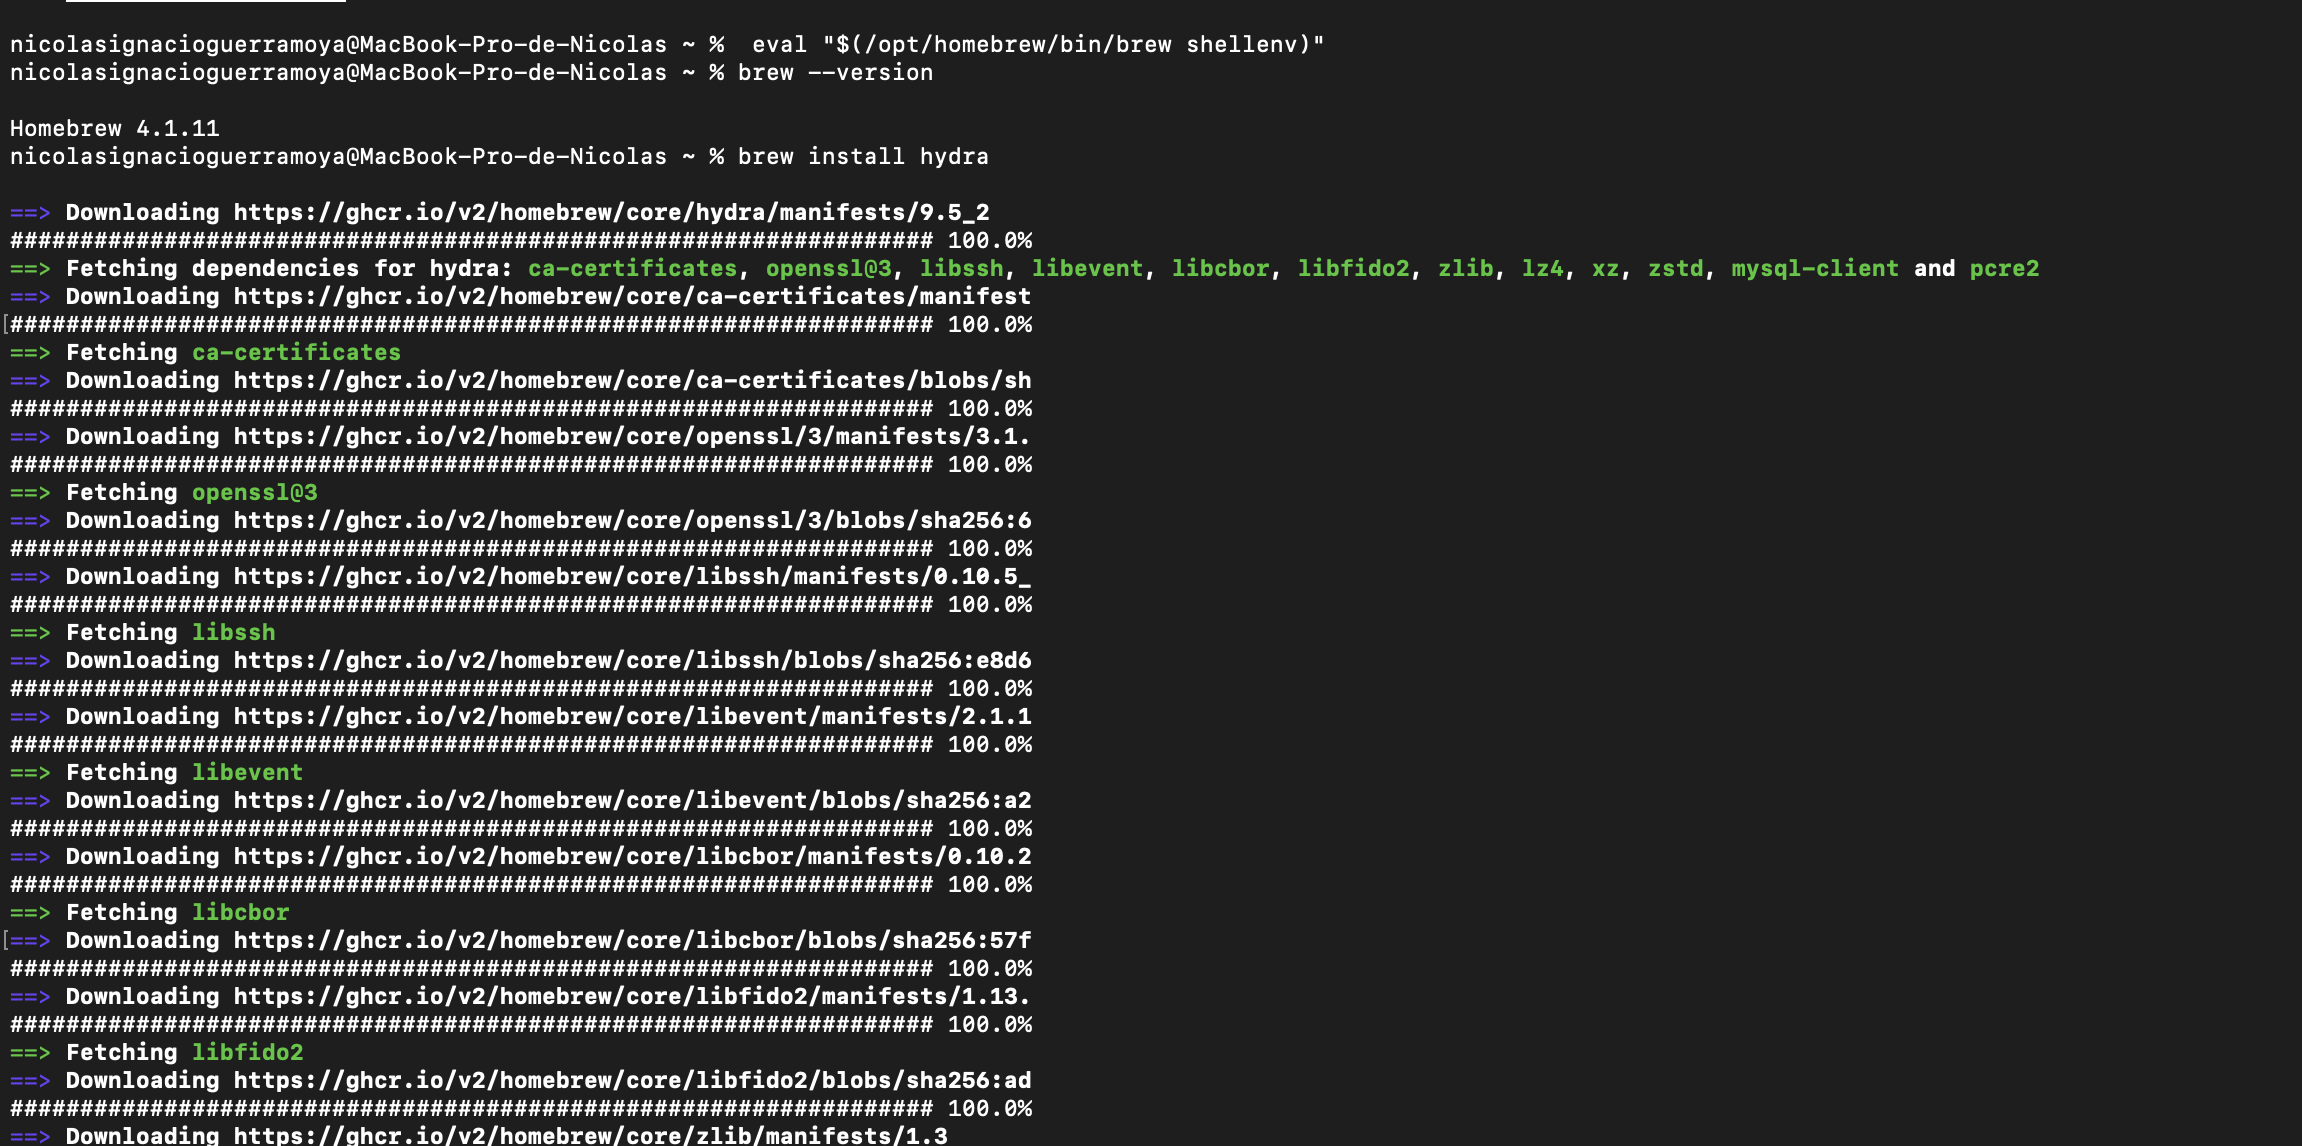 nicolasignacioguerramoya@MacBook-Pro-de-Nicolas ~ %  eval "$(/opt/homebrew/bin/brew shellenv)"
nicolasignacioguerramoya@MacBook-Pro-de-Nicolas ~ % brew --version
Homebrew 4.1.11
nicolasignacioguerramoya@MacBook-Pro-de-Nicolas ~ % brew install hydra
==> Downloading https://ghcr.io/v2/homebrew/core/hydra/manifests/9.5_2
################################################################## 100.0%
==> Fetching dependencies for hydra: ca-certificates, openssl@3, libssh, libevent, libcbor, libfido2, zlib, lz4, xz, zstd, mysql-client and pcre2
==> Downloading https://ghcr.io/v2/homebrew/core/ca-certificates/manifest
[################################################################## 100.0%
==> Fetching ca-certificates
==> Downloading https://ghcr.io/v2/homebrew/core/ca-certificates/blobs/sh
################################################################## 100.0%
==> Downloading https://ghcr.io/v2/homebrew/core/openssl/3/manifests/3.1.
################################################################## 100.0%
==> Fetching openssl@3
==> Downloading https://ghcr.io/v2/homebrew/core/openssl/3/blobs/sha256:6
################################################################## 100.0%
==> Downloading https://ghcr.io/v2/homebrew/core/libssh/manifests/0.10.5_
################################################################## 100.0%
==> Fetching libssh
==> Downloading https://ghcr.io/v2/homebrew/core/libssh/blobs/sha256:e8d6
################################################################## 100.0%
==> Downloading https://ghcr.io/v2/homebrew/core/libevent/manifests/2.1.1
################################################################## 100.0%
==> Fetching libevent
==> Downloading https://ghcr.io/v2/homebrew/core/libevent/blobs/sha256:a2
################################################################## 100.0%
==> Downloading https://ghcr.io/v2/homebrew/core/libcbor/manifests/0.10.2
################################################################## 100.0%
==> Fetching libcbor
[==> Downloading https://ghcr.io/v2/homebrew/core/libcbor/blobs/sha256:57f
################################################################## 100.0%
==> Downloading https://ghcr.io/v2/homebrew/core/libfido2/manifests/1.13.
################################################################## 100.0%
==> Fetching libfido2
==> Downloading https://ghcr.io/v2/homebrew/core/libfido2/blobs/sha256:ad
################################################################## 100.0%
==> Downloading https://ghcr.io/v2/homebrew/core/zlib/manifests/1.3